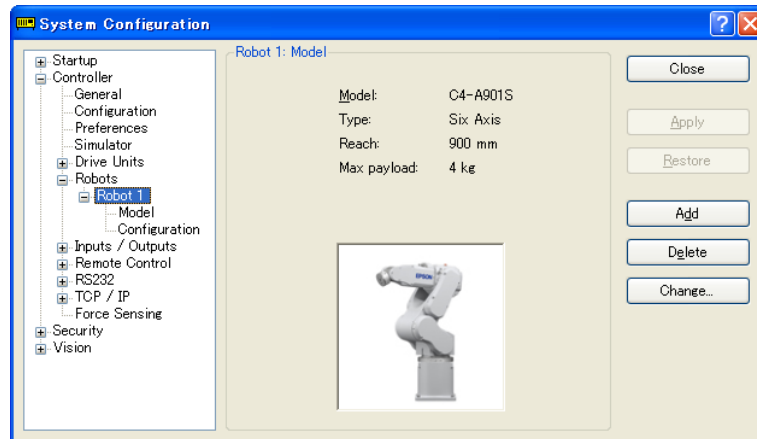 System Configuration
Startup
Controller
General
Configuration
Preferences
Simulator
Drive Units
Robots
Robot 1
Model
Configuration
Inputs / Outputs
Remote Control
RS232
TCP / IP
Force Sensing
Security
Vision
Robot 1: Model
Model: C4-A901S
Type: Six Axis
Reach: 900 mm
Max payload: 4 kg
EPSON
Close
Apply
Restore
Add
Delete
Change...